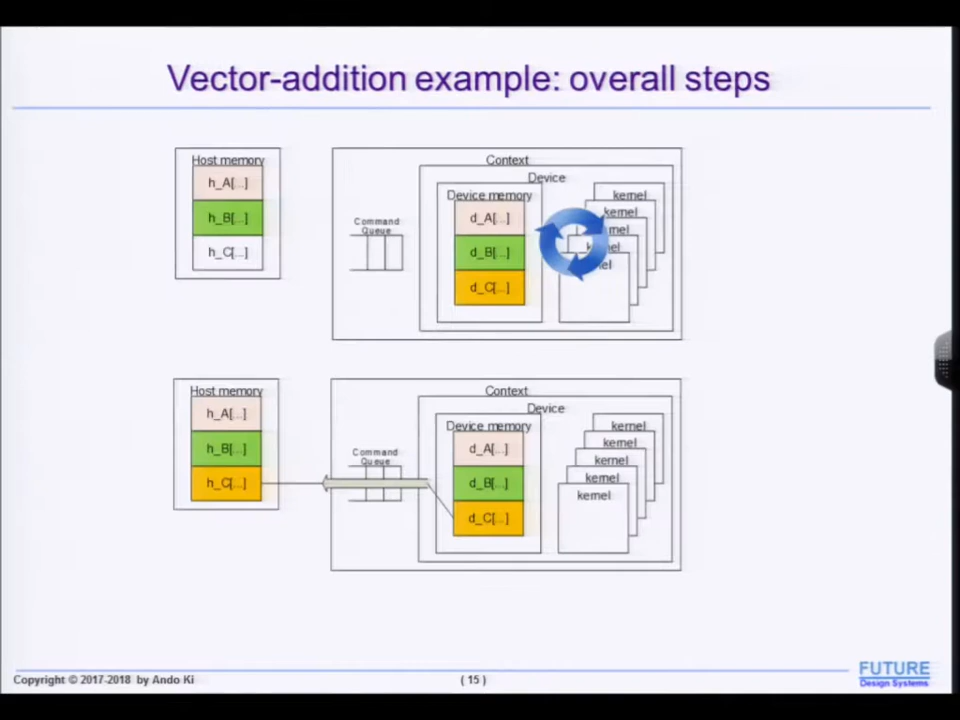 Vector-addition example: overall steps
Host memory
h_A[...]
h_B[...]
h_C[...]
Context
Device
Device memory
d_A[...]
d_B[...]
d_C[...]
Command
Queue
kernel
kernel
kernel
Host memory
h_A[...]
h_B[...]
h_C[...]
Context
Device
Device memory
d_A[...]
d_B[...]
d_C[...]
Command
Queue
kernel
kernel
kernel
kernel
kernel
Copyright © 2017-2018 by Ando Ki
( 15 )
FUTURE
Design Systems